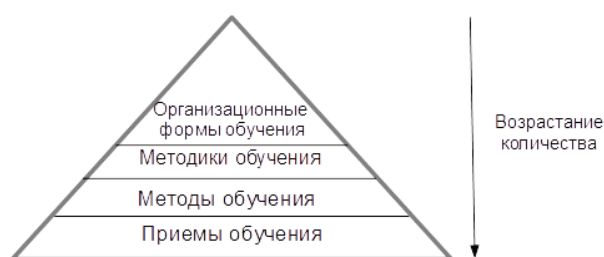 Организационные
формы обучения
Методики обучения
Методы обучения
Приемы обучения
Возрастание
количества